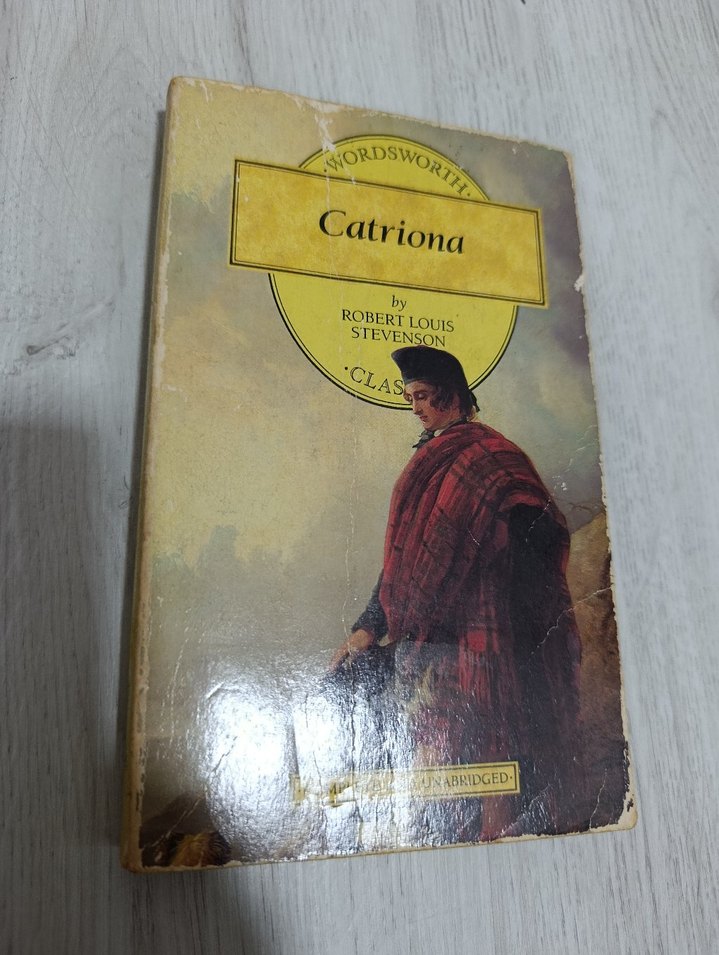 ·WORDSWORTH·
Catriona
by
ROBERT LOUIS
STEVENSON
·CLAS
UNABRIDGED·